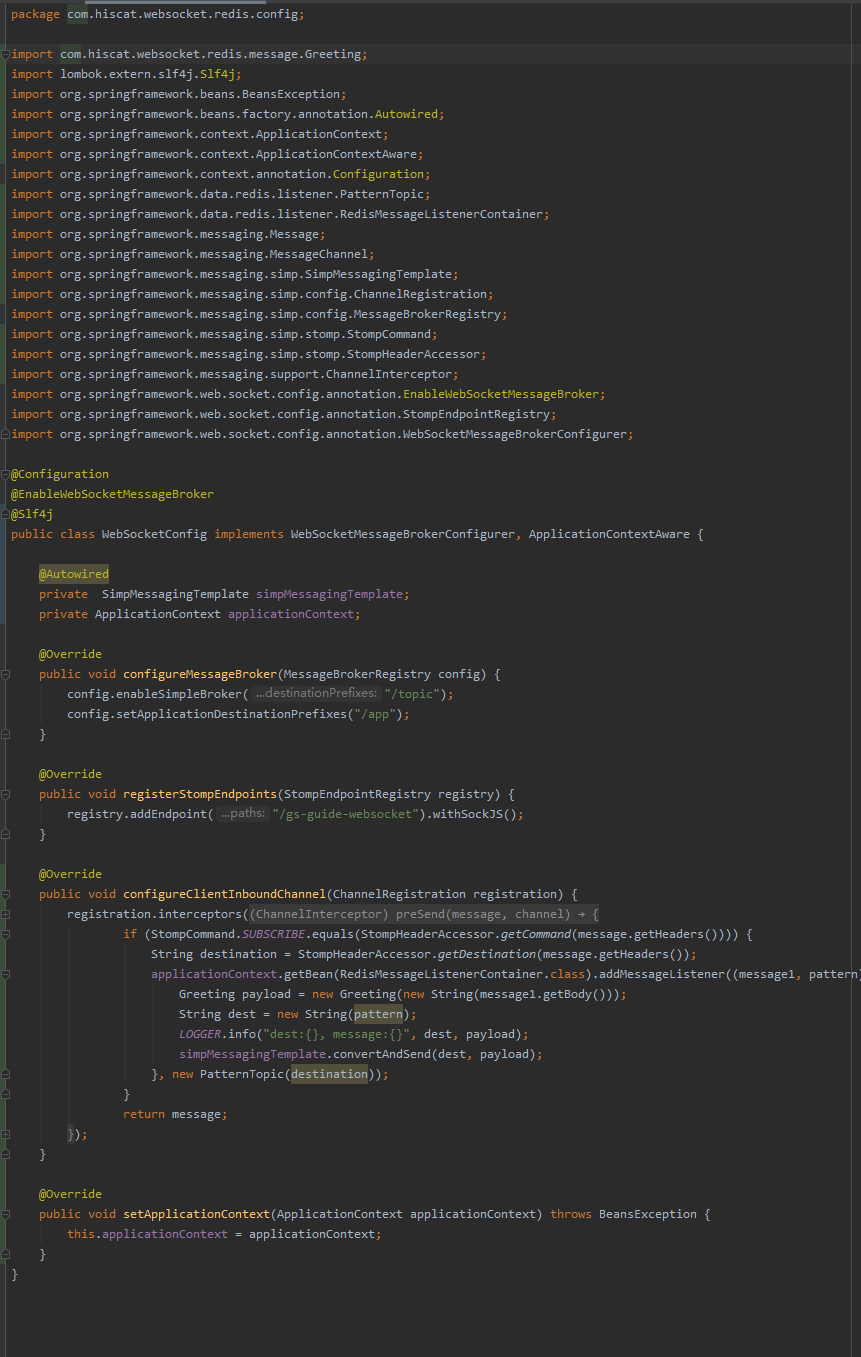 package com.hiscat.websocket.redis.config;
import com.hiscat.websocket.redis.message.Greeting;
import lombok.extern.slf4j.Slf4j;
import org.springframework.beans.BeansException;
import org.springframework.beans.factory.annotation.Autowired;
import org.springframework.context.ApplicationContext;
import org.springframework.context.ApplicationContextAware;
import org.springframework.context.annotation.Configuration;
import org.springframework.data.redis.listener.PatternTopic;
import org.springframework.data.redis.listener.RedisMessageListenerContainer;
import org.springframework.messaging.Message;
import org.springframework.messaging.MessageChannel;
import org.springframework.messaging.simp.SimpMessagingTemplate;
import org.springframework.messaging.simp.config.ChannelRegistration;
import org.springframework.messaging.simp.config.MessageBrokerRegistry;
import org.springframework.messaging.simp.stomp.StompCommand;
import org.springframework.messaging.simp.stomp.StompHeaderAccessor;
import org.springframework.messaging.support.ChannelInterceptor;
import org.springframework.web.socket.config.annotation.EnableWebSocketMessageBroker;
import org.springframework.web.socket.config.annotation.StompEndpointRegistry;
import org.springframework.web.socket.config.annotation.WebSocketMessageBrokerConfigurer;
@Configuration
@EnableWebSocketMessageBroker
@Slf4j
public class WebSocketConfig implements WebSocketMessageBrokerConfigurer, ApplicationContextAware {
@Autowired
private  SimpMessagingTemplate simpMessagingTemplate;
private ApplicationContext applicationContext;
@Override
public void configureMessageBroker(MessageBrokerRegistry config) {
config.enableSimpleBroker( ...destinationPrefixes: "/topic");
config.setApplicationDestinationPrefixes("/app");
}
@Override
public void registerStompEndpoints(StompEndpointRegistry registry) {
registry.addEndpoint( ...paths: "/gs-guide-websocket").withSockJS();
}
@Override
public void configureClientInboundChannel(ChannelRegistration registration) {
registration.interceptors((ChannelInterceptor) preSend(message, channel) → {
if (StompCommand.SUBSCRIBE.equals(StompHeaderAccessor.getCommand(message.getHeaders()))) {
String destination = StompHeaderAccessor.getDestination(message.getHeaders());
applicationContext.getBean(RedisMessageListenerContainer.class).addMessageListener((message1, pattern)
Greeting payload = new Greeting(new String(message1.getBody()));
String dest = new String(pattern);
LOGGER.info("dest:{}, message:{}", dest, payload);
simpMessagingTemplate.convertAndSend(dest, payload);
}, new PatternTopic(destination));
}
return message;
});
}
@Override
public void setApplicationContext(ApplicationContext applicationContext) throws BeansException {
this.applicationContext = applicationContext;
}
}